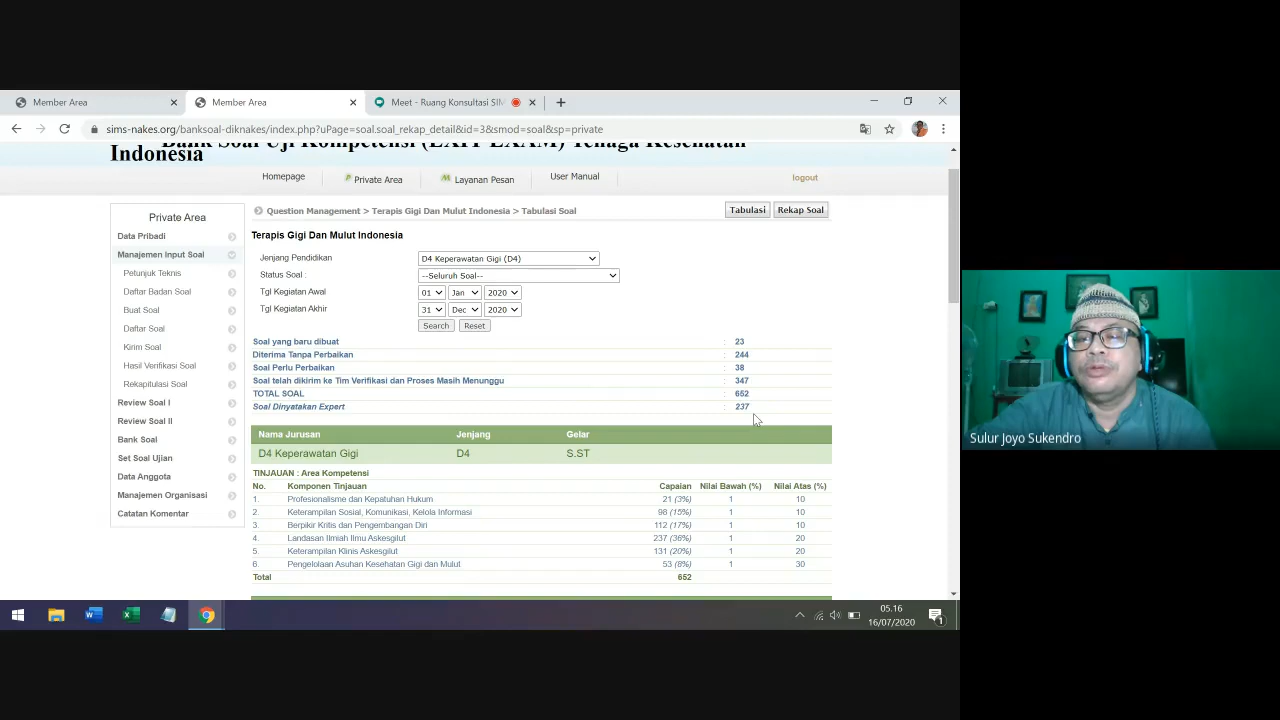 Member Area
Member Area
Meet - Ruang Konsultasi SIM
sims-nakes.org/banksoal-diknakes/index.php?uPage=soal.soal_rekap_detail&id=3&smod=soal&sp=private
Bank Soal Uji Kompetensi (EXIT EXAM) Tenaga Kesehatan
Indonesia
Homepage
Private Area
Layanan Pesan
User Manual
logout
Private Area
Data Pribadi
Manajemen Input Soal
Petunjuk Teknis
Daftar Badan Soal
Buat Soal
Daftar Soal
Kirim Soal
Hasil Verifikasi Soal
Rekapitulasi Soal
Review Soal I
Review Soal II
Bank Soal
Set Soal Ujian
Data Anggota
Manajemen Organisasi
Catatan Komentar
Question Management > Terapis Gigi Dan Mulut Indonesia > Tabulasi Soal
Tabulasi
Rekap Soal
Terapis Gigi Dan Mulut Indonesia
Jenjang Pendidikan D4 Keperawatan Gigi (D4)
Status Soal : --Seluruh Soal--
Tgl Kegiatan Awal 01 Jan 2020
Tgl Kegiatan Akhir 31 Dec 2020
Search Reset
Soal yang baru dibuat : 23
Diterima Tanpa Perbaikan : 244
Soal Perlu Perbaikan : 38
Soal telah dikirim ke Tim Verifikasi dan Proses Masih Menunggu : 347
TOTAL SOAL : 652
Soal Dinyatakan Expert : 237
Nama Jurusan Jenjang Gelar
D4 Keperawatan Gigi D4 S.ST
TINJAUAN : Area Kompetensi
No. Komponen Tinjauan Capaian Nilai Bawah (%) Nilai Atas (%)
1. Profesionalisme dan Kepatuhan Hukum 21 (3%) 1 10
2. Keterampilan Sosial, Komunikasi, Kelola Informasi 98 (15%) 1 10
3. Berpikir Kritis dan Pengembangan Diri 112 (17%) 1 10
4. Landasan Ilmiah Ilmu Askesgilut 237 (36%) 1 20
5. Keterampilan Klinis Askesgilut 131 (20%) 1 20
6. Pengelolaan Asuhan Kesehatan Gigi dan Mulut 53 (8%) 1 30
Total 652
05.16
16/07/2020
1
Sulur Joyo Sukendro